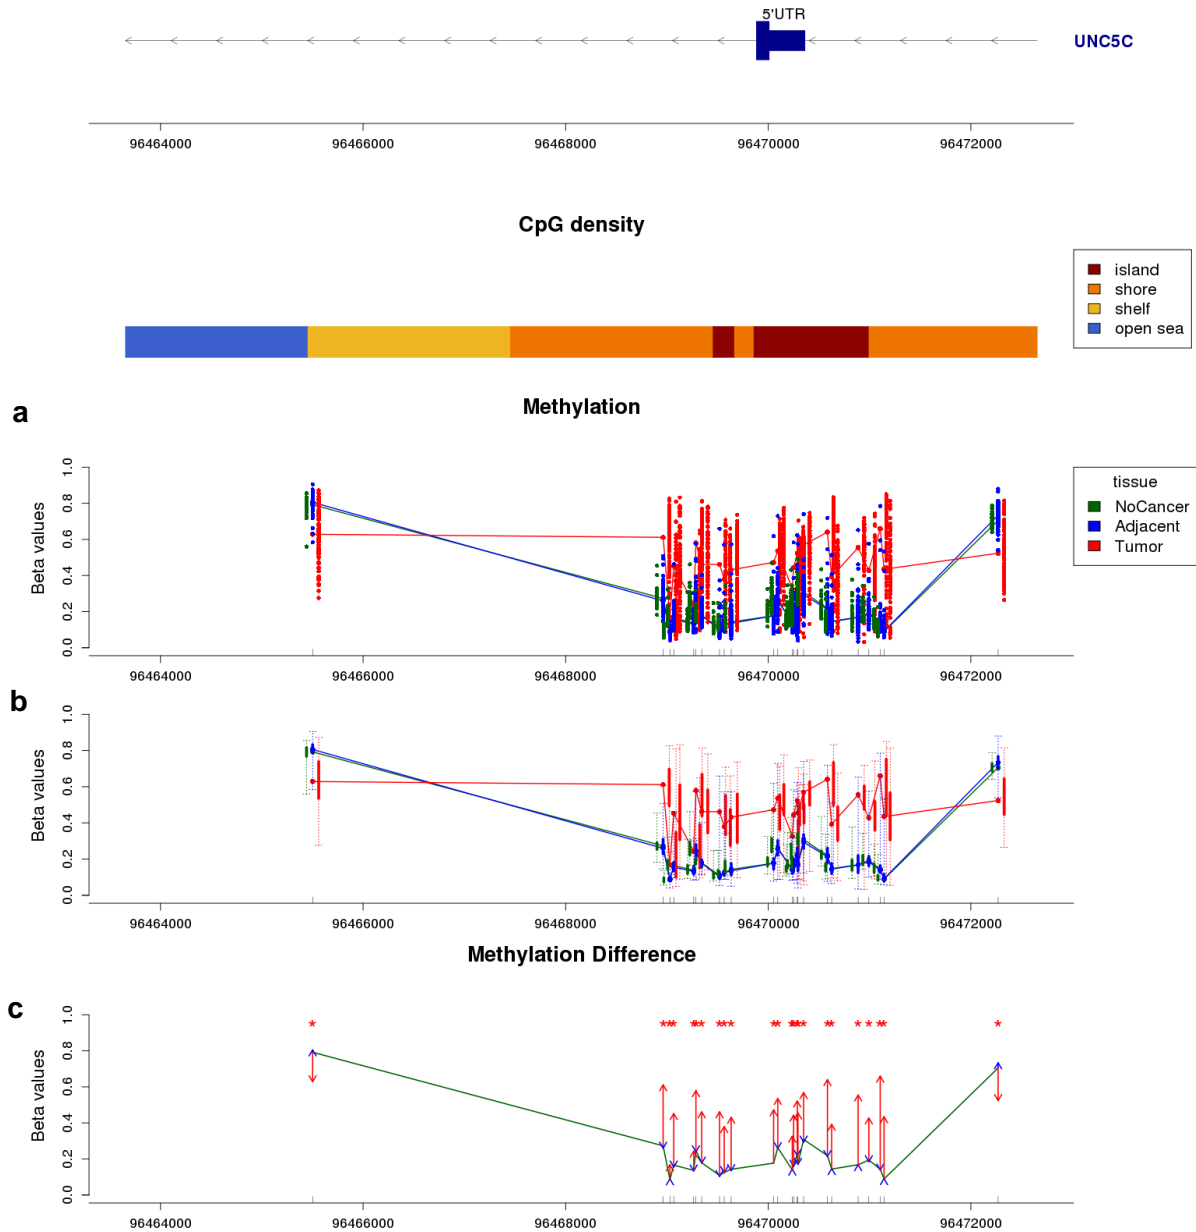 5'UTR
UNC5C
96464000 96466000 96468000 96470000 96472000
CpG density
island
shore
shelf
open sea
a
Methylation
Beta values
0.0 0.2 0.4 0.6 0.8 1.0
tissue
NoCancer
Adjacent
Tumor
96464000 96466000 96468000 96470000 96472000
b
Beta values
0.0 0.2 0.4 0.6 0.8 1.0
96464000 96466000 96468000 96470000 96472000
Methylation Difference
c
Beta values
0.0 0.2 0.4 0.6 0.8 1.0
96464000 96466000 96468000 96470000 96472000